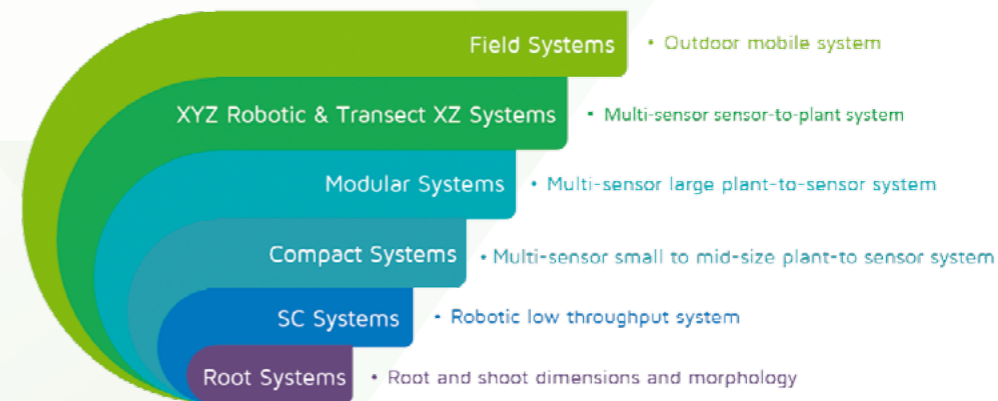 Field Systems • Outdoor mobile system
XYZ Robotic & Transect XZ Systems • Multi-sensor sensor-to-plant system
Modular Systems • Multi-sensor large plant-to-sensor system
Compact Systems • Multi-sensor small to mid-size plant-to sensor system
SC Systems • Robotic low throughput system
Root Systems • Root and shoot dimensions and morphology